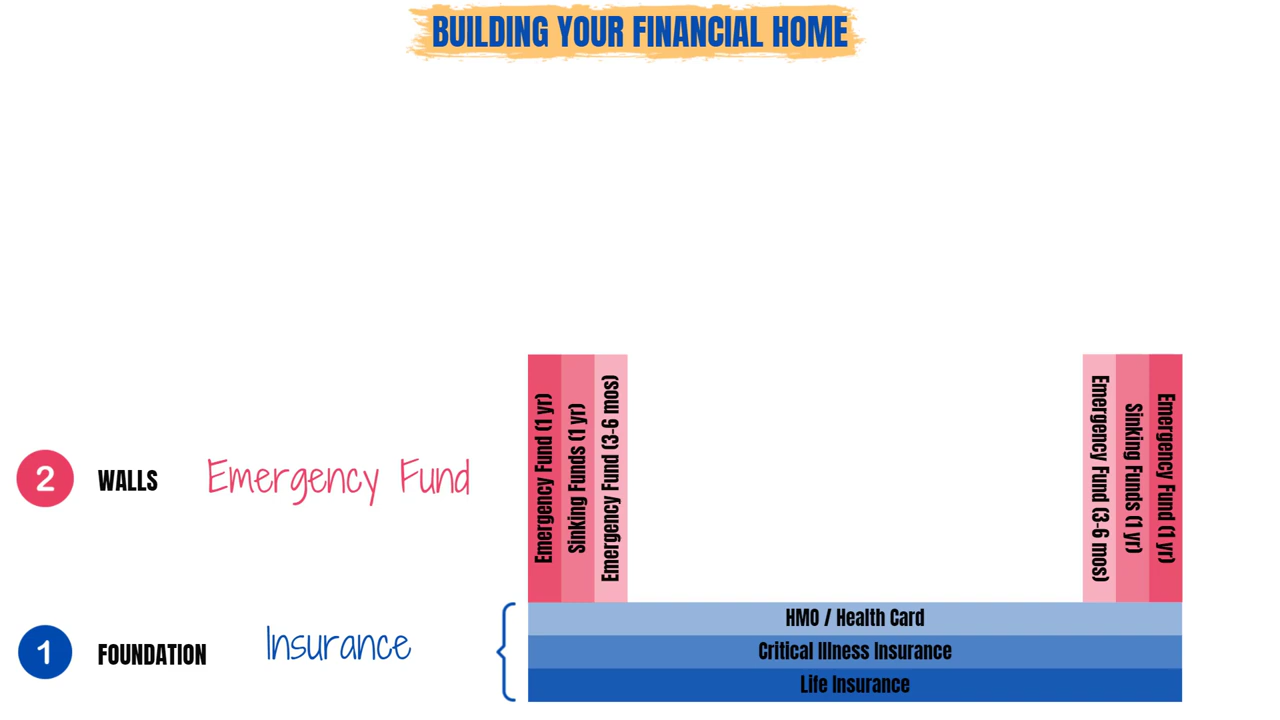 BUILDING YOUR FINANCIAL HOME
2 WALLS Emergency Fund
Emergency Fund (1 yr)
Sinking Funds (1 yr)
Emergency Fund (3-6 mos)
Emergency Fund (3-6 mos)
Sinking Funds (1 yr)
Emergency Fund (1 yr)
1 FOUNDATION Insurance
HMO / Health Card
Critical Illness Insurance
Life Insurance